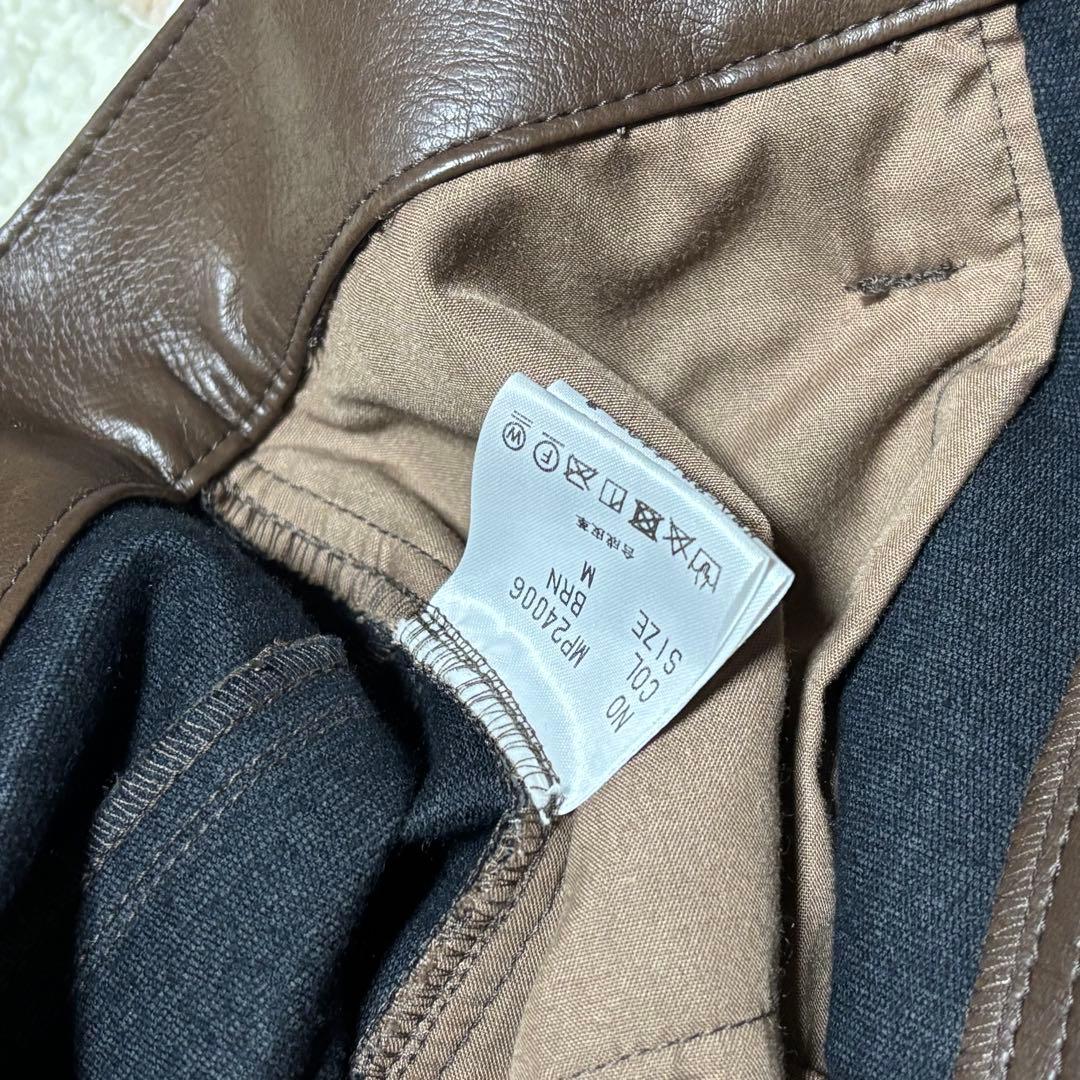 NO MP24006
COL BRN
SIZE M
合成皮革
F W